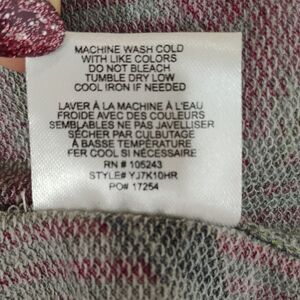 MACHINE WASH COLD
WITH LIKE COLORS
DO NOT BLEACH
TUMBLE DRY LOW
COOL IRON IF NEEDED
LAVER À LA MACHINE À L'EAU
FROIDE AVEC DES COULEURS
SEMBLABLES NE PAS JAVELLISER
SÉCHER PAR CULBUTAGE
À BASSE TEMPÉRATURE
FER COOL SI NÉCESSAIRE
RN # 105243
STYLE# YJ7K10HR
PO# 17254